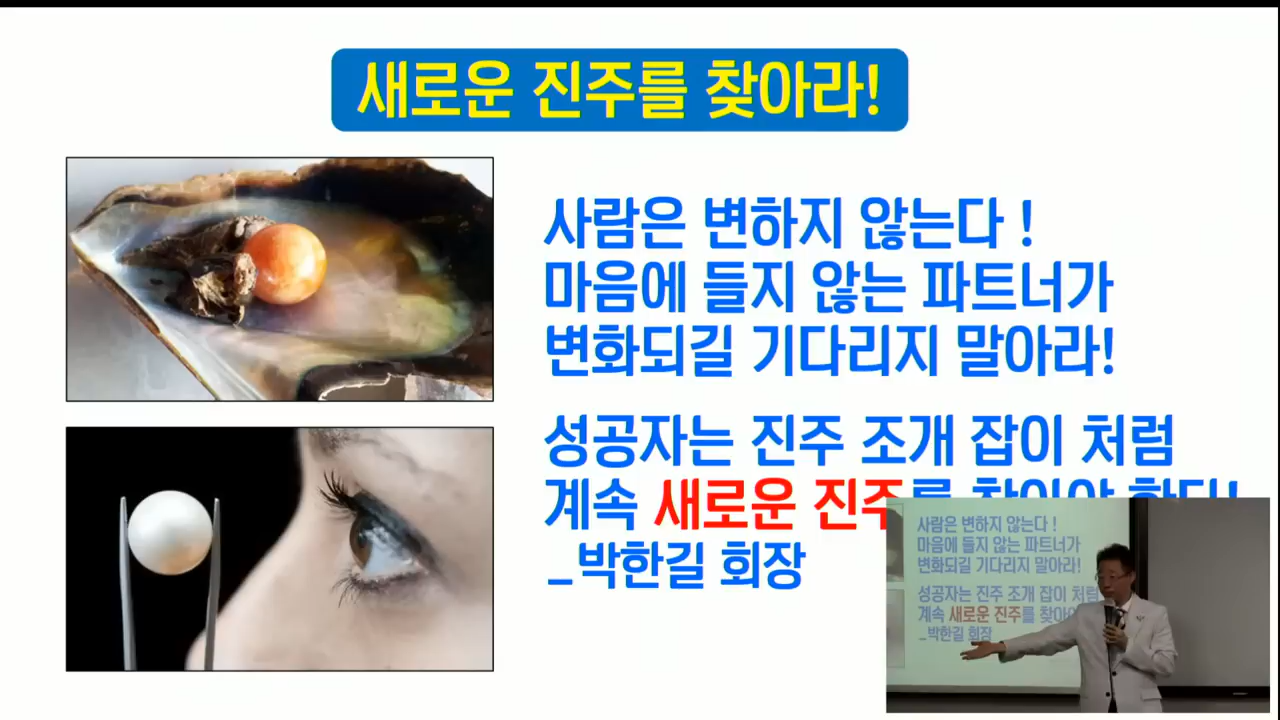 새로운 진주를 찾아라!
사람은 변하지 않는다 !
마음에 들지 않는 파트너가
변화되길 기다리지 말아라!
성공자는 진주 조개 잡이 처럼
계속 새로운 진주를 찾아야 한다!
_박한길 회장
사람은 변하지 않는다 !
마음에 들지 않는 파트너가
변화되길 기다리지 말아라!
성공자는 진주 조개 잡이 처럼
계속 새로운 진주를 찾아야
_박한길 회장